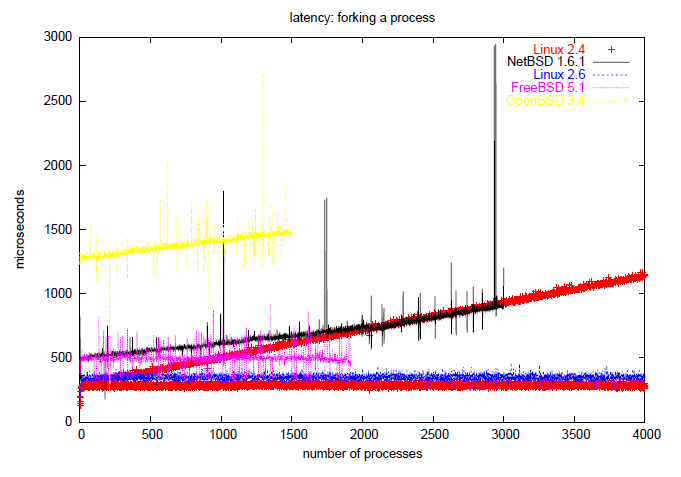 latency: forking a process
3000
2500
2000
1500
1000
500
0
microseconds
Linux 2.4
NetBSD 1.6.1
Linux 2.6
FreeBSD 5.1
OpenBSD 3.4
0 500 1000 1500 2000 2500 3000 3500 4000
number of processes